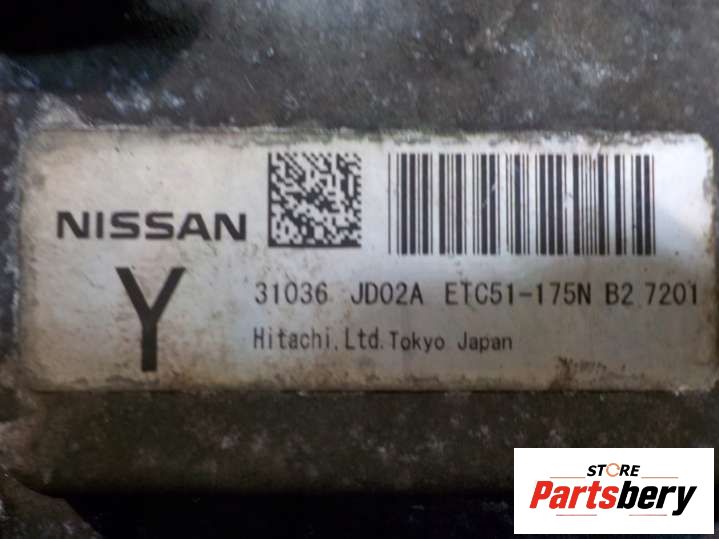 NISSAN
Y
31036 JD02A ETC51-175N B2 7201
Hitachi,Ltd.Tokyo Japan
STORE
Partsbery